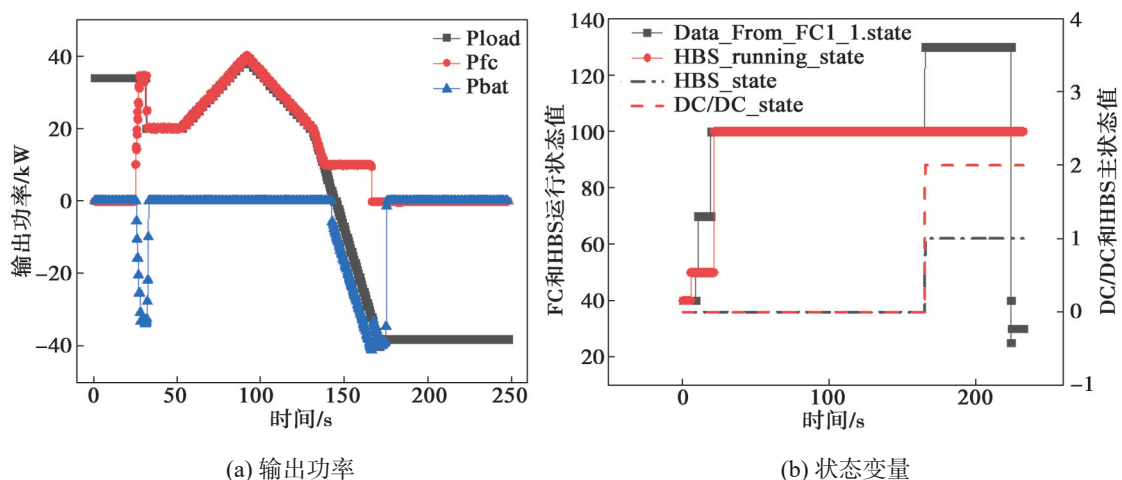 输出功率/kW
40
20
0
−20
−40
Pload
Pfc
Pbat
0
50
100
150
200
250
时间/s
(a) 输出功率
FC和HBS运行状态值
140
120
100
80
60
40
20
Data_From_FC1_1.state
HBS_running_state
HBS_state
DC/DC_state
4
3
2
1
0
−1
DC/DC和HBS主状态值
0
100
200
时间/s
(b) 状态变量